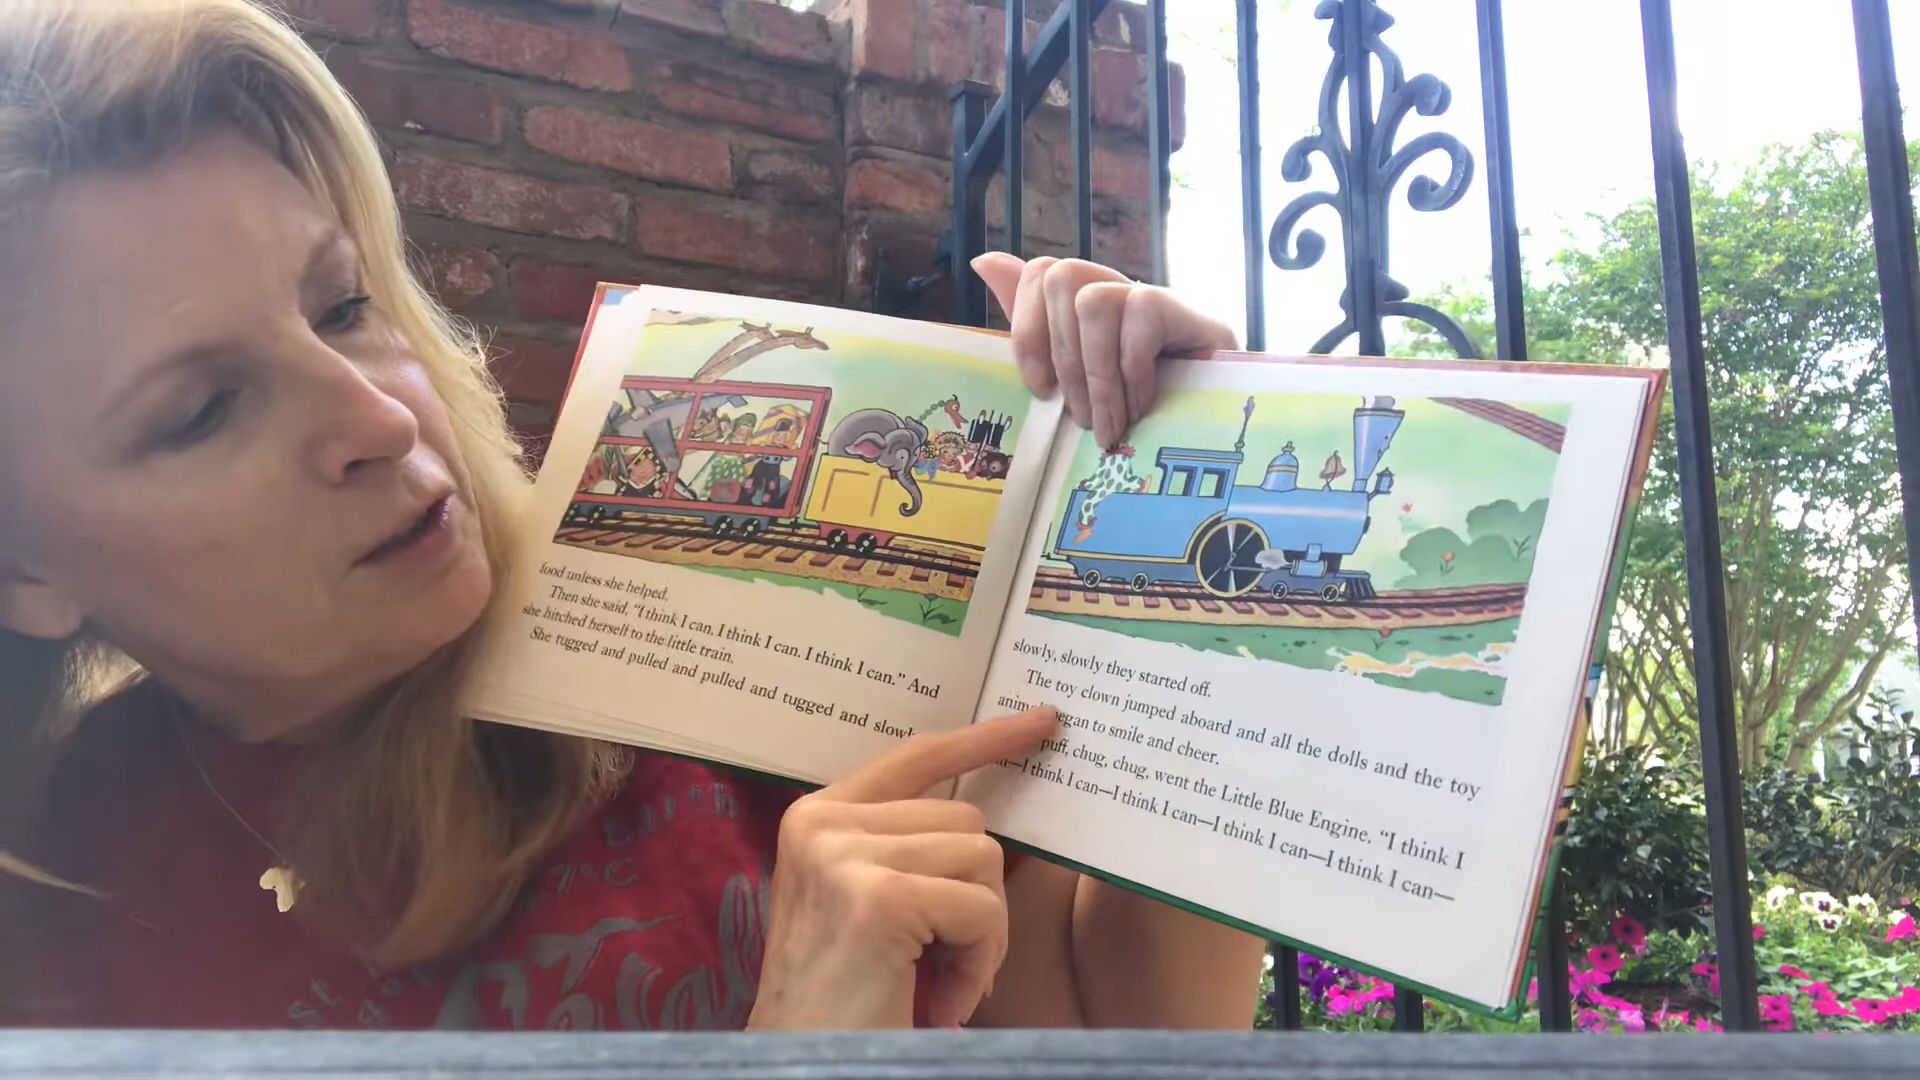 food unless she helped.
Then she said, "I think I can. I think I can. I think I can." And
she hitched herself to the little train.
She tugged and pulled and pulled and tugged and
slowly, slowly they started off.
The toy clown jumped aboard and all the dolls and the toy
began to smile and cheer.
puff, chug, chug, went the Little Blue Engine. "I think I
—I think I can—I think I can—I think I can—I think I can—